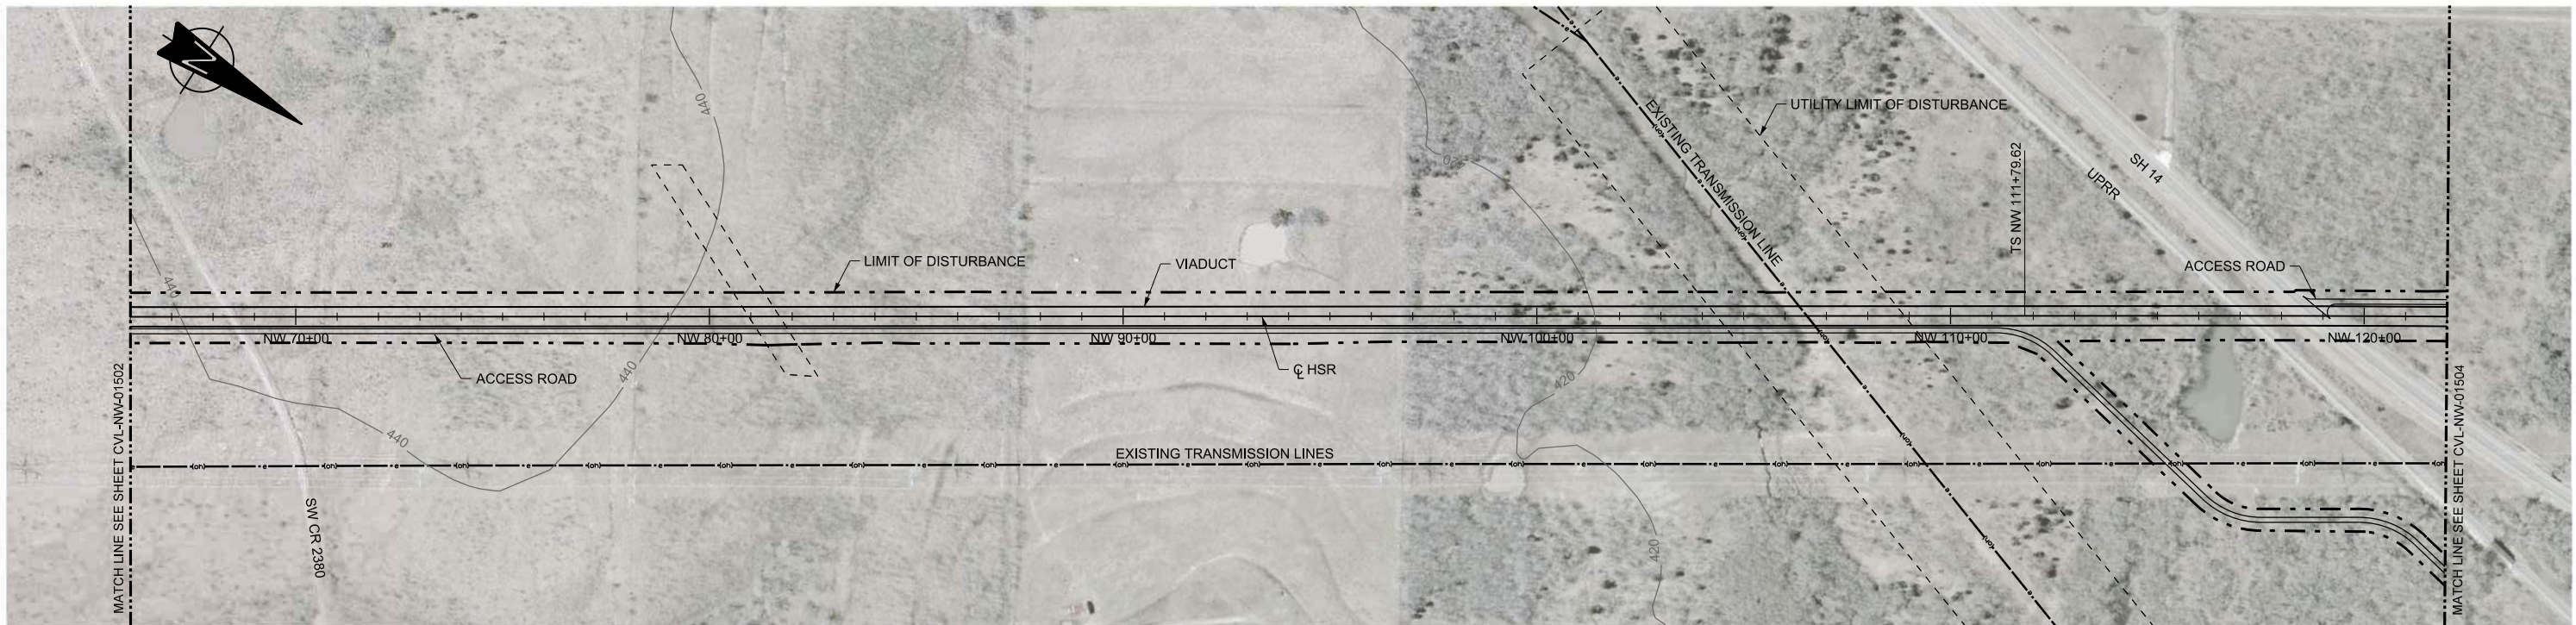 N
440
EXISTING TRANSMISSION LINE
UTILITY LIMIT OF DISTURBANCE
TS NW 111+79.62
SH 14
UPRR
LIMIT OF DISTURBANCE
VIADUCT
ACCESS ROAD
440
NW 70+00
NW 80+00
NW 90+00
NW 100+00
NW 110+00
NW 120+00
ACCESS ROAD
440
℄ HSR
420
440
EXISTING TRANSMISSION LINES
SW CR 2380
420
MATCH LINE SEE SHEET CVL-NW-01502
MATCH LINE SEE SHEET CVL-NW-01504